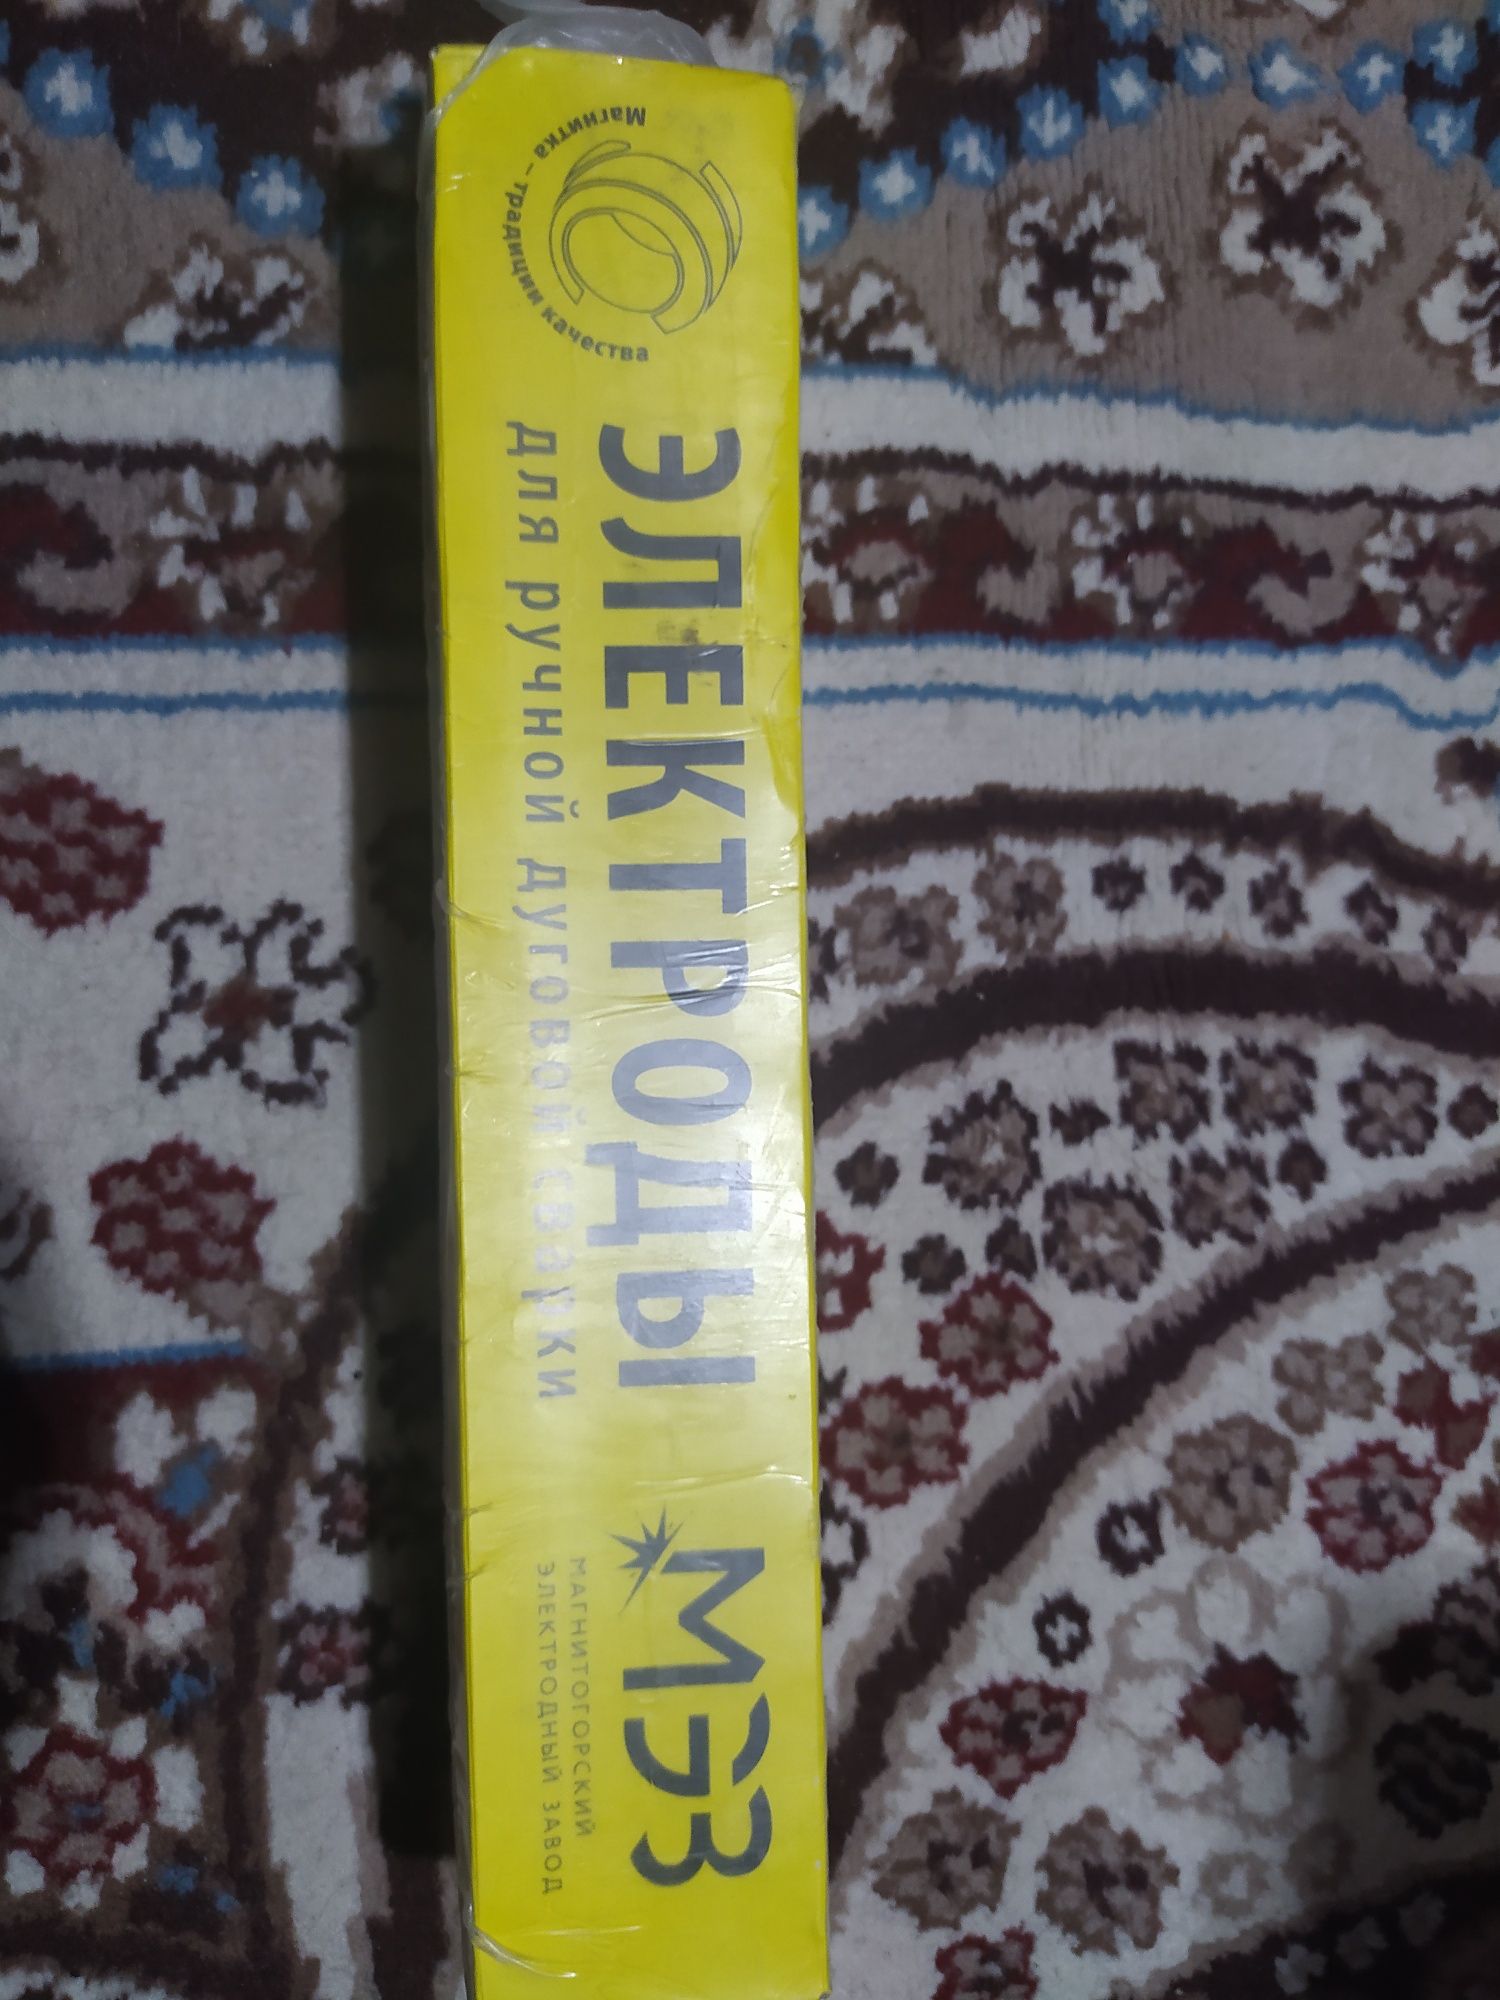 Магнитка – традиции качества
ЭЛЕКТРОДЫ
для ручной дуговой сварки
МЭЗ
МАГНИТОГОРСКИЙ
ЭЛЕКТРОДНЫЙ ЗАВОД